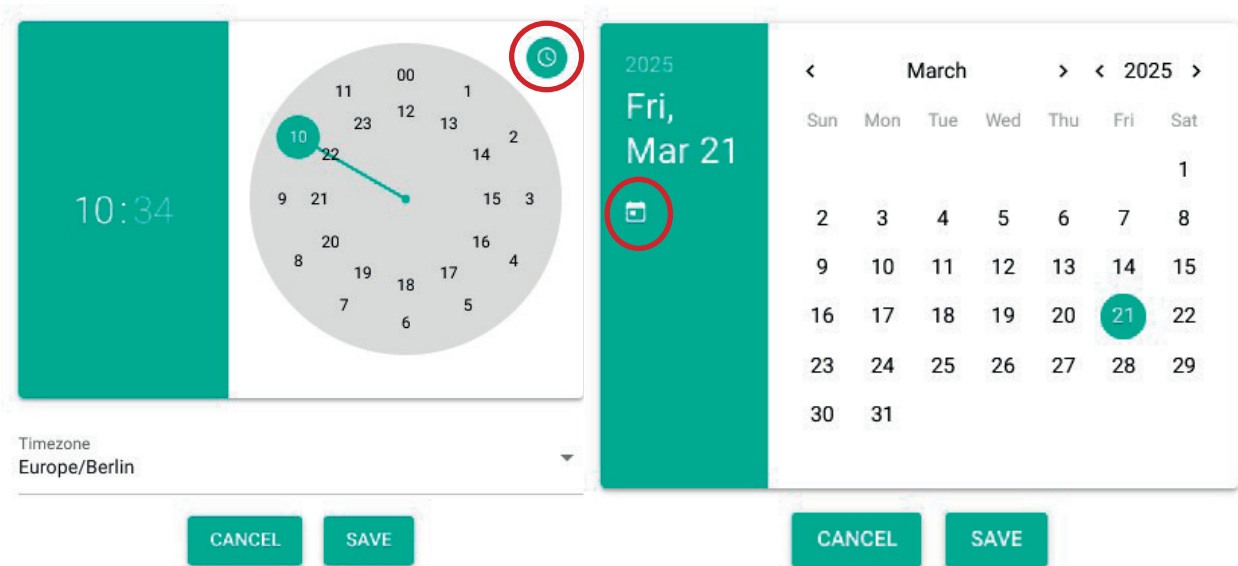 10:34
00
11 1
12
23 13
10 2
22 14
9 21 15 3
20 16
8 4
19 17
18
7 5
6
Timezone
Europe/Berlin
CANCEL SAVE
2025
Fri,
Mar 21
March 2025
Sun Mon Tue Wed Thu Fri Sat
1
2 3 4 5 6 7 8
9 10 11 12 13 14 15
16 17 18 19 20 21 22
23 24 25 26 27 28 29
30 31
CANCEL SAVE